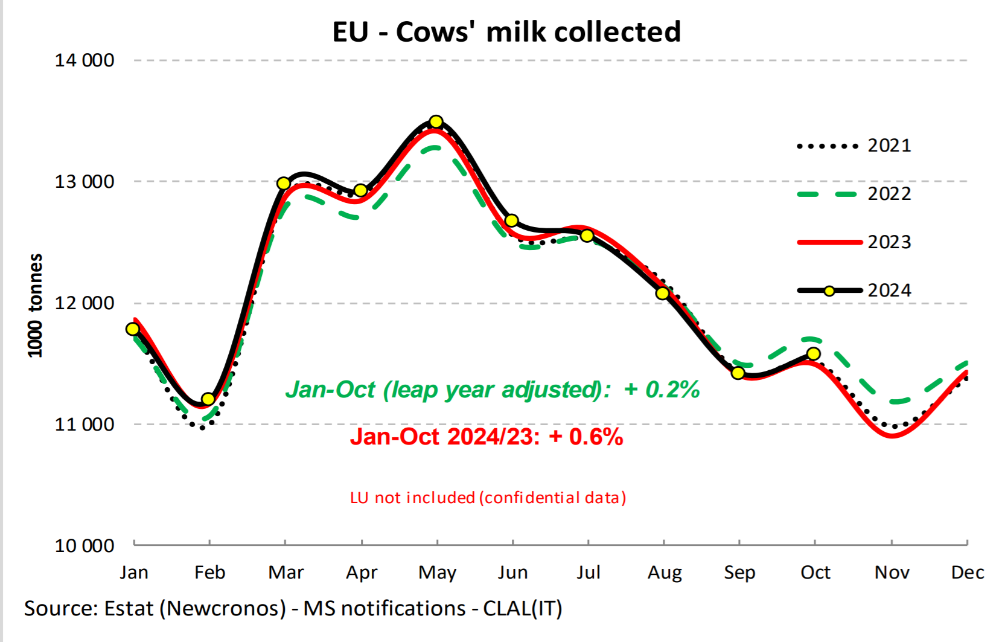 EU - Cows' milk collected
14 000
13 000
12 000
11 000
10 000
1000 tonnes
2021
2022
2023
2024
Jan-Oct (leap year adjusted): + 0.2%
Jan-Oct 2024/23: + 0.6%
LU not included (confidential data)
Jan Feb Mar Apr May Jun Jul Aug Sep Oct Nov Dec
Source: Estat (Newcronos) - MS notifications - CLAL(IT)